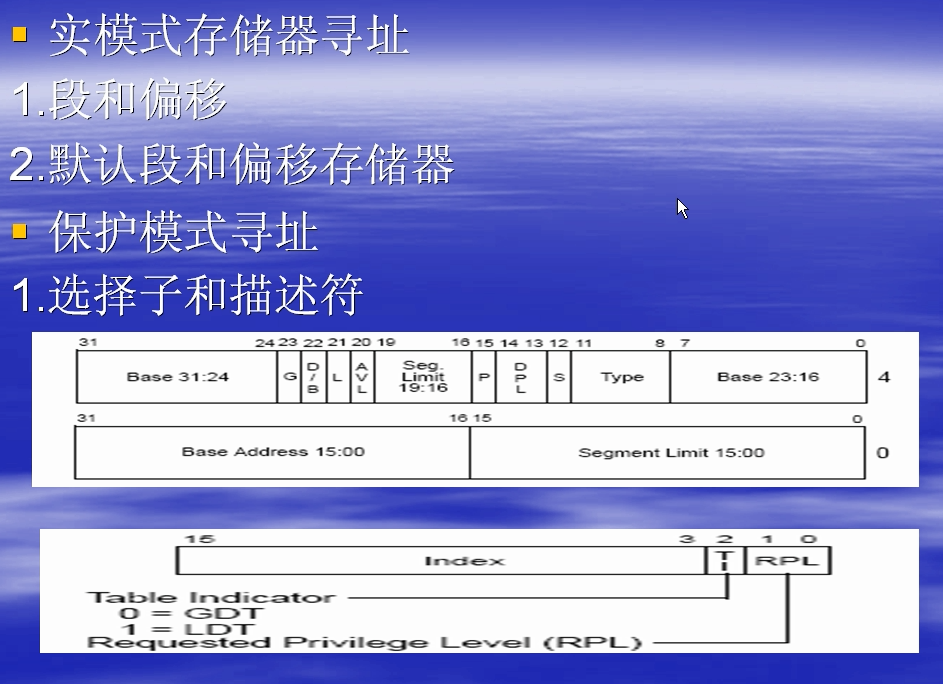 实模式存储器寻址
1.段和偏移
2.默认段和偏移存储器
保护模式寻址
1.选择子和描述符
31 24 23 22 21 20 19 16 15 14 13 12 11 8 7 0
Base 31:24 G D/B L AVL Seg. Limit 19:16 P DPL S Type Base 23:16 4
31 16 15 0
Base Address 15:00 Segment Limit 15:00 0
15 3 2 1 0
Index TI RPL
Table Indicator
0 = GDT
1 = LDT
Requested Privilege Level (RPL)